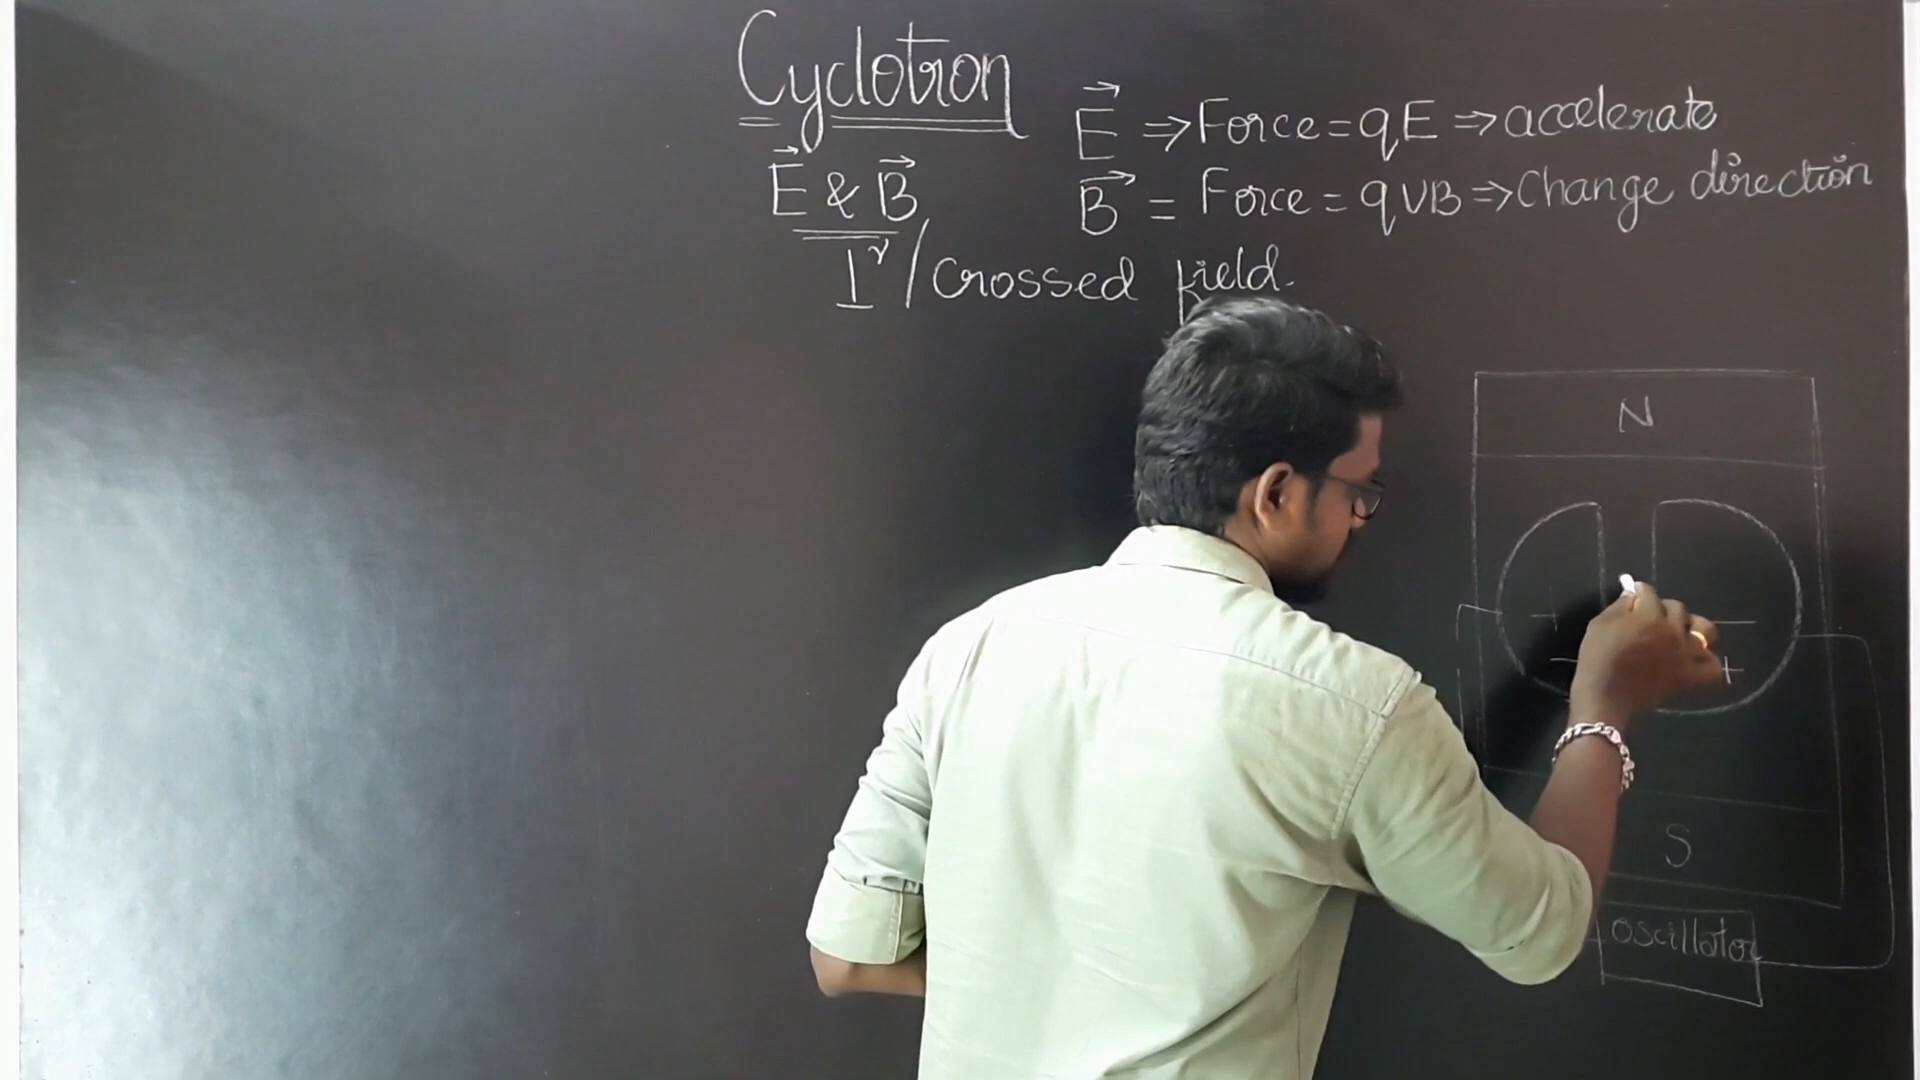 Cyclotron
E⃗ ⇒ Force = qE ⇒ accelerate
E⃗ & B⃗
B⃗ = Force = qVB ⇒ Change direction
⊥ʳ / Crossed field.
N
+ −
− +
S
oscillator